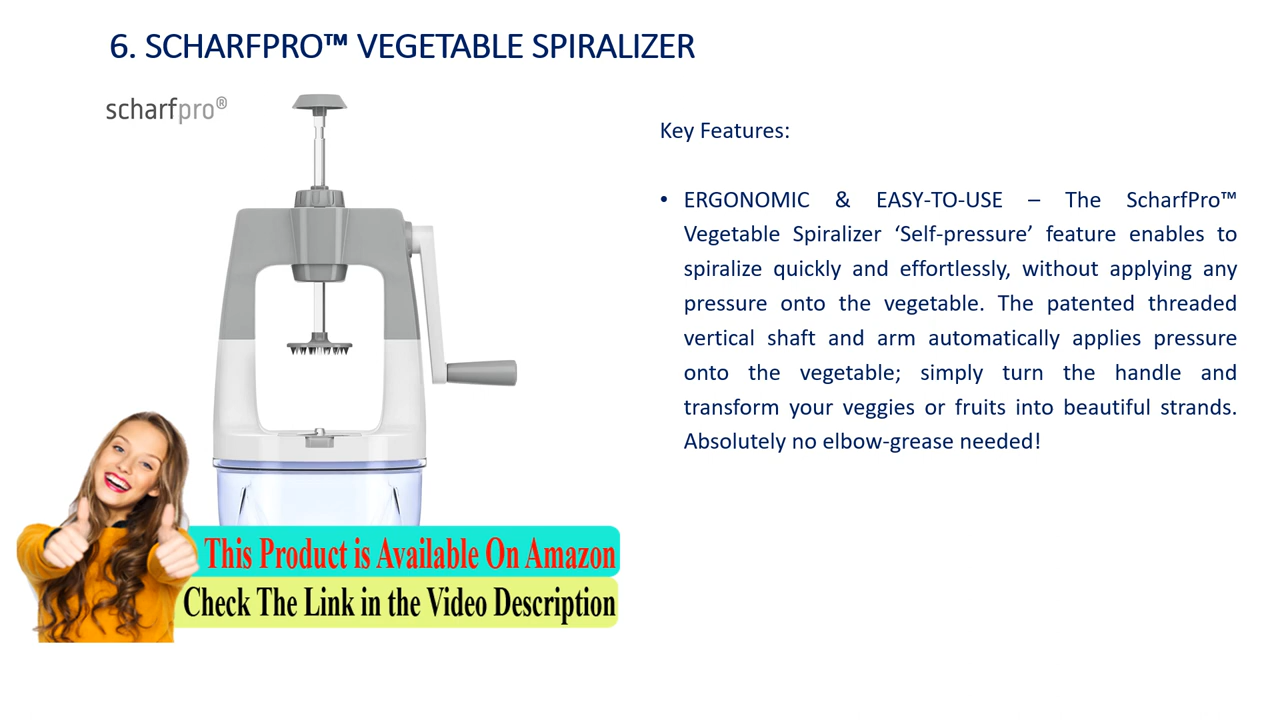 6. SCHARFPRO™ VEGETABLE SPIRALIZER
scharfpro®
Key Features:
• ERGONOMIC & EASY-TO-USE – The ScharfPro™
Vegetable Spiralizer ‘Self-pressure’ feature enables to
spiralize quickly and effortlessly, without applying any
pressure onto the vegetable. The patented threaded
vertical shaft and arm automatically applies pressure
onto the vegetable; simply turn the handle and
transform your veggies or fruits into beautiful strands.
Absolutely no elbow-grease needed!
This Product is Available On Amazon
Check The Link in the Video Description